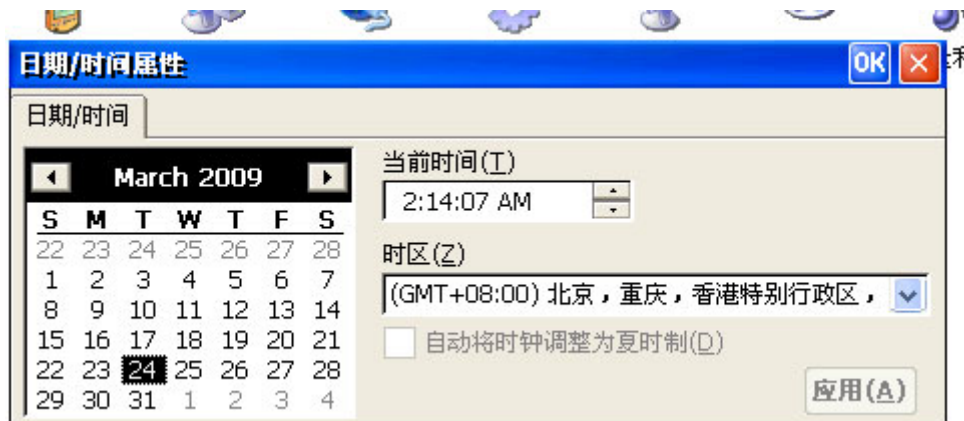 日期/时间属性 OK
日期/时间
March 2009
S M T W T F S
22 23 24 25 26 27 28
1 2 3 4 5 6 7
8 9 10 11 12 13 14
15 16 17 18 19 20 21
22 23 24 25 26 27 28
29 30 31 1 2 3 4
当前时间(T)
2:14:07 AM
时区(Z)
(GMT+08:00) 北京，重庆，香港特别行政区，
自动将时钟调整为夏时制(D)
应用(A)